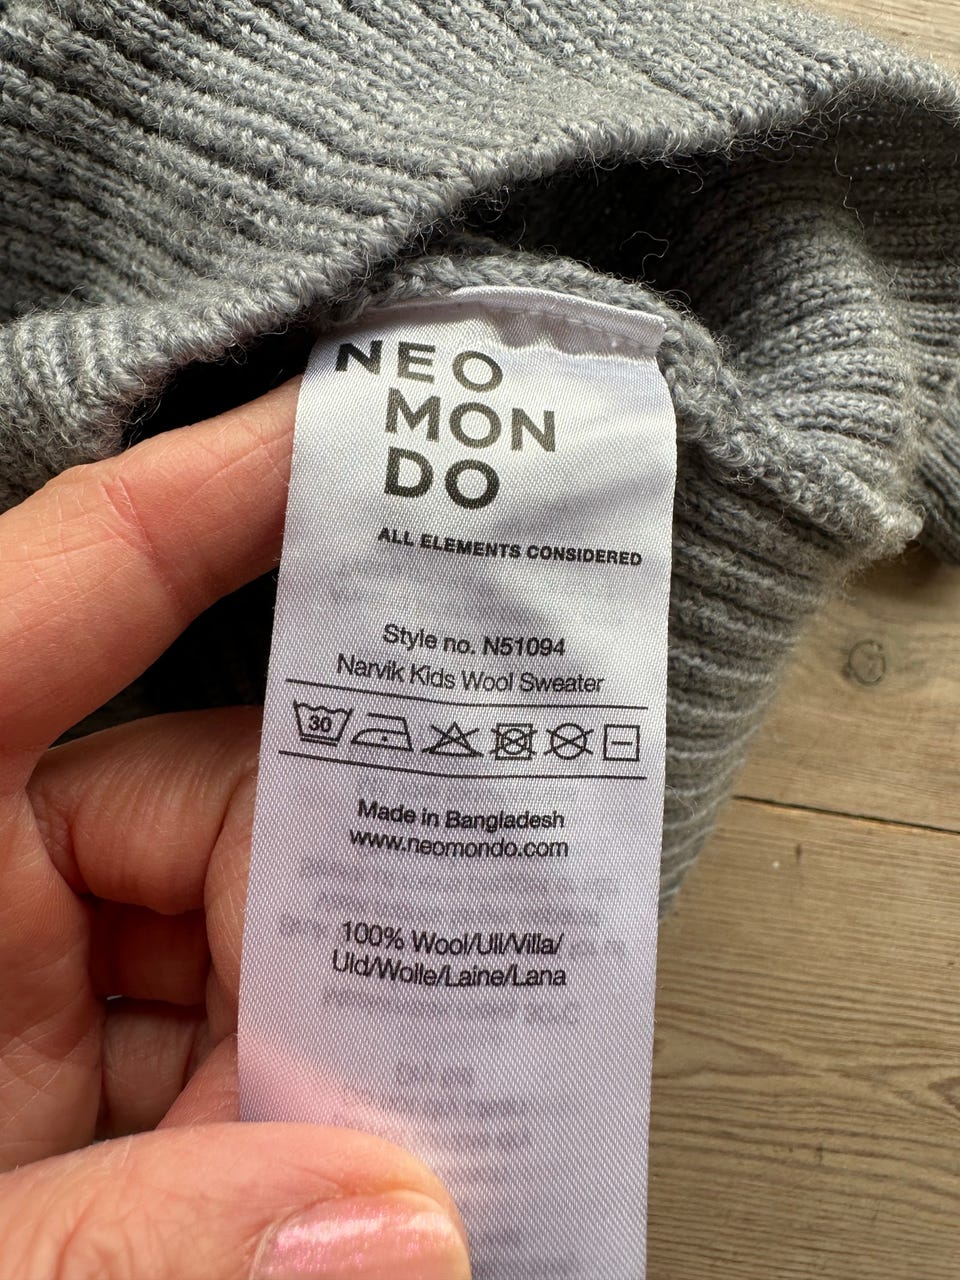 NEO
MON
DO
ALL ELEMENTS CONSIDERED
Style no. N51094
Narvik Kids Wool Sweater
30
Made in Bangladesh
www.neomondo.com
100% Wool/Ull/Villa/
Uld/Wolle/Laine/Lana